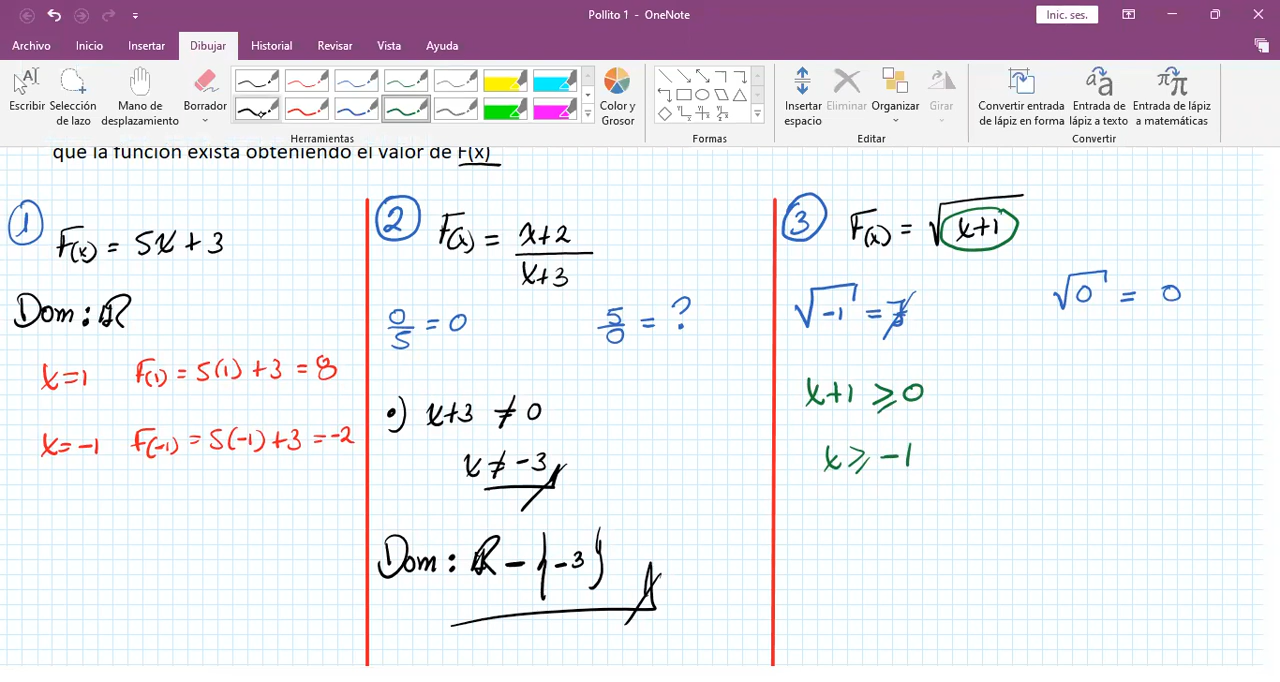 Pollito 1 - OneNote
Inic. ses.
Archivo
Inicio
Insertar
Dibujar
Historial
Revisar
Vista
Ayuda
Escribir
Selección de lazo
Mano de desplazamiento
Borrador
Color y Grosor
Insertar espacio
Eliminar
Organizar
Girar
Convertir entrada de lápiz en forma
Entrada de lápiz a texto
Entrada de lápiz a matemáticas
Herramientas
Formas
Editar
Convertir
que la función exista obteniendo el valor de F(x)
1
F(x) = 5x + 3
Dom : ℝ
x=1 F(1) = 5(1) + 3 = 8
x=-1 F(-1) = 5(-1) + 3 = -2
2
F(x) = (x+2)/(x+3)
0/5 = 0
5/0 = ?
•) x+3 ≠ 0
x ≠ -3
Dom : ℝ - {-3}
3
F(x) = √(x+1)
√-1 = ∄
√0 = 0
x+1 ≥ 0
x ≥ -1